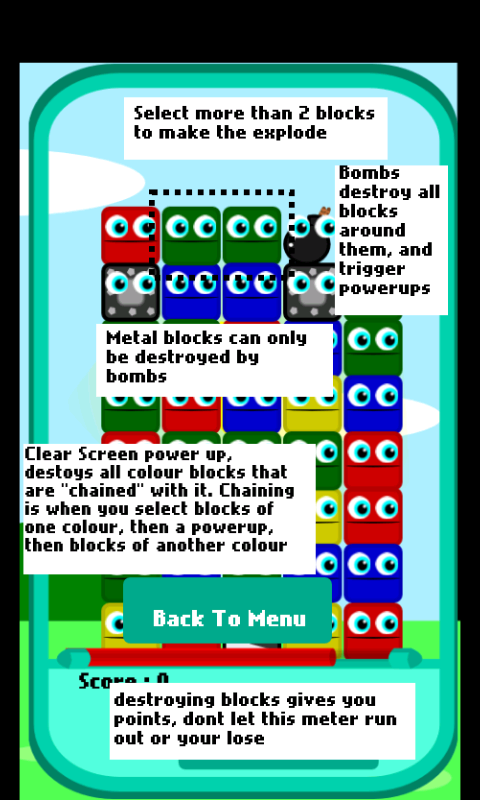 Select more than 2 blocks
to make the explode
Bombs
destroy all
blocks
around
them, and
trigger
powerups
Metal blocks can only
be destroyed by
bombs
Clear Screen power up,
destoys all colour blocks that
are "chained" with it. Chaining
is when you select blocks of
one colour, then a powerup,
then blocks of another colour
Back To Menu
Score : 0
destroying blocks gives you
points, dont let this meter run
out or your lose